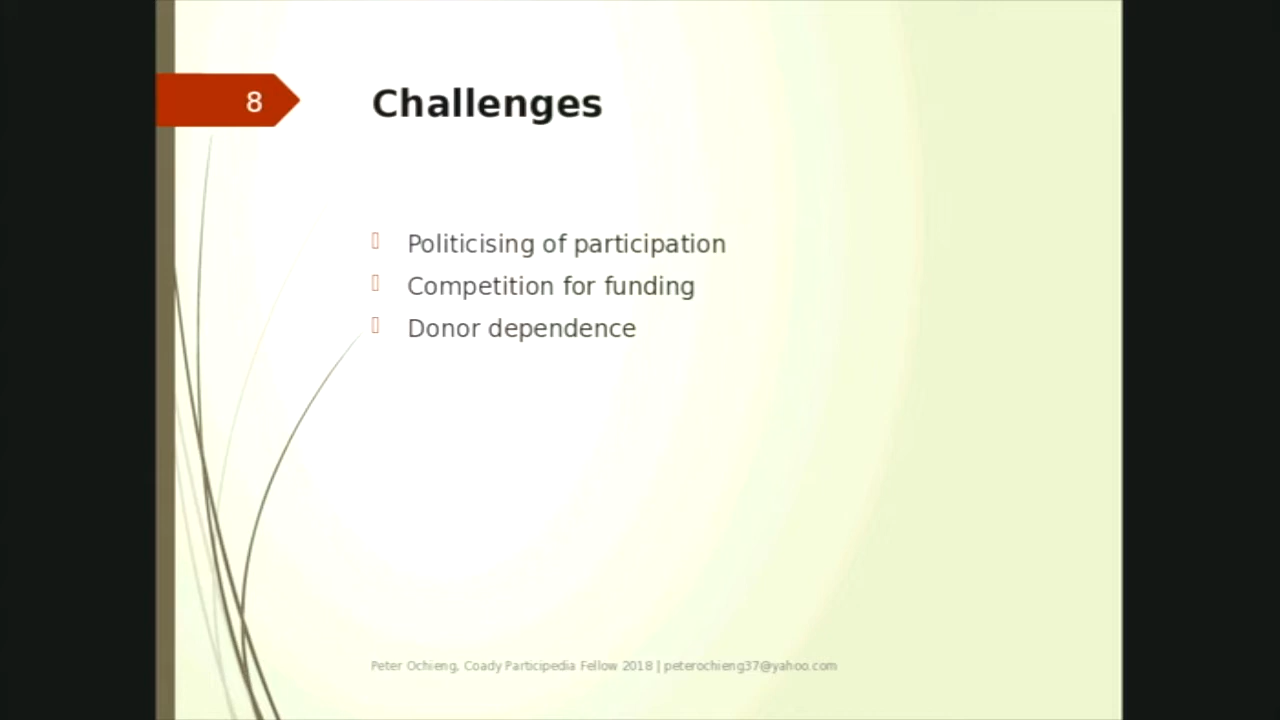 8
Challenges
Politicising of participation
Competition for funding
Donor dependence
Peter Ochieng, Coady Participedia Fellow 2018 | peterochieng37@yahoo.com